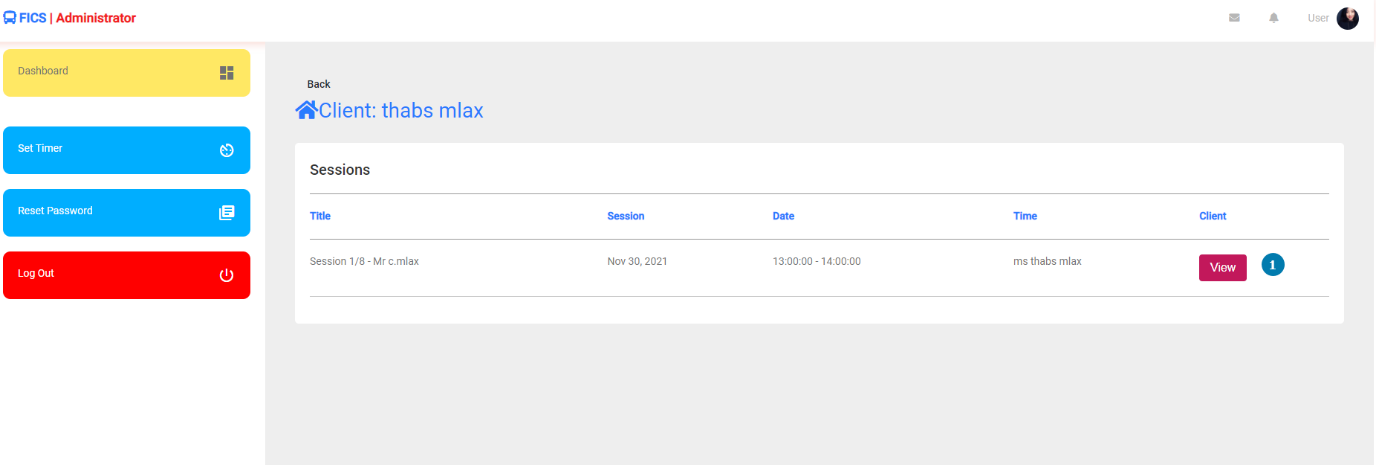 FICS | Administrator
User
Dashboard
Set Timer
Reset Password
Log Out
Back
Client: thabs mlax
Sessions
Title Session Date Time Client
Session 1/8 - Mr c.mlax Nov 30, 2021 13:00:00 - 14:00:00 ms thabs mlax View 1